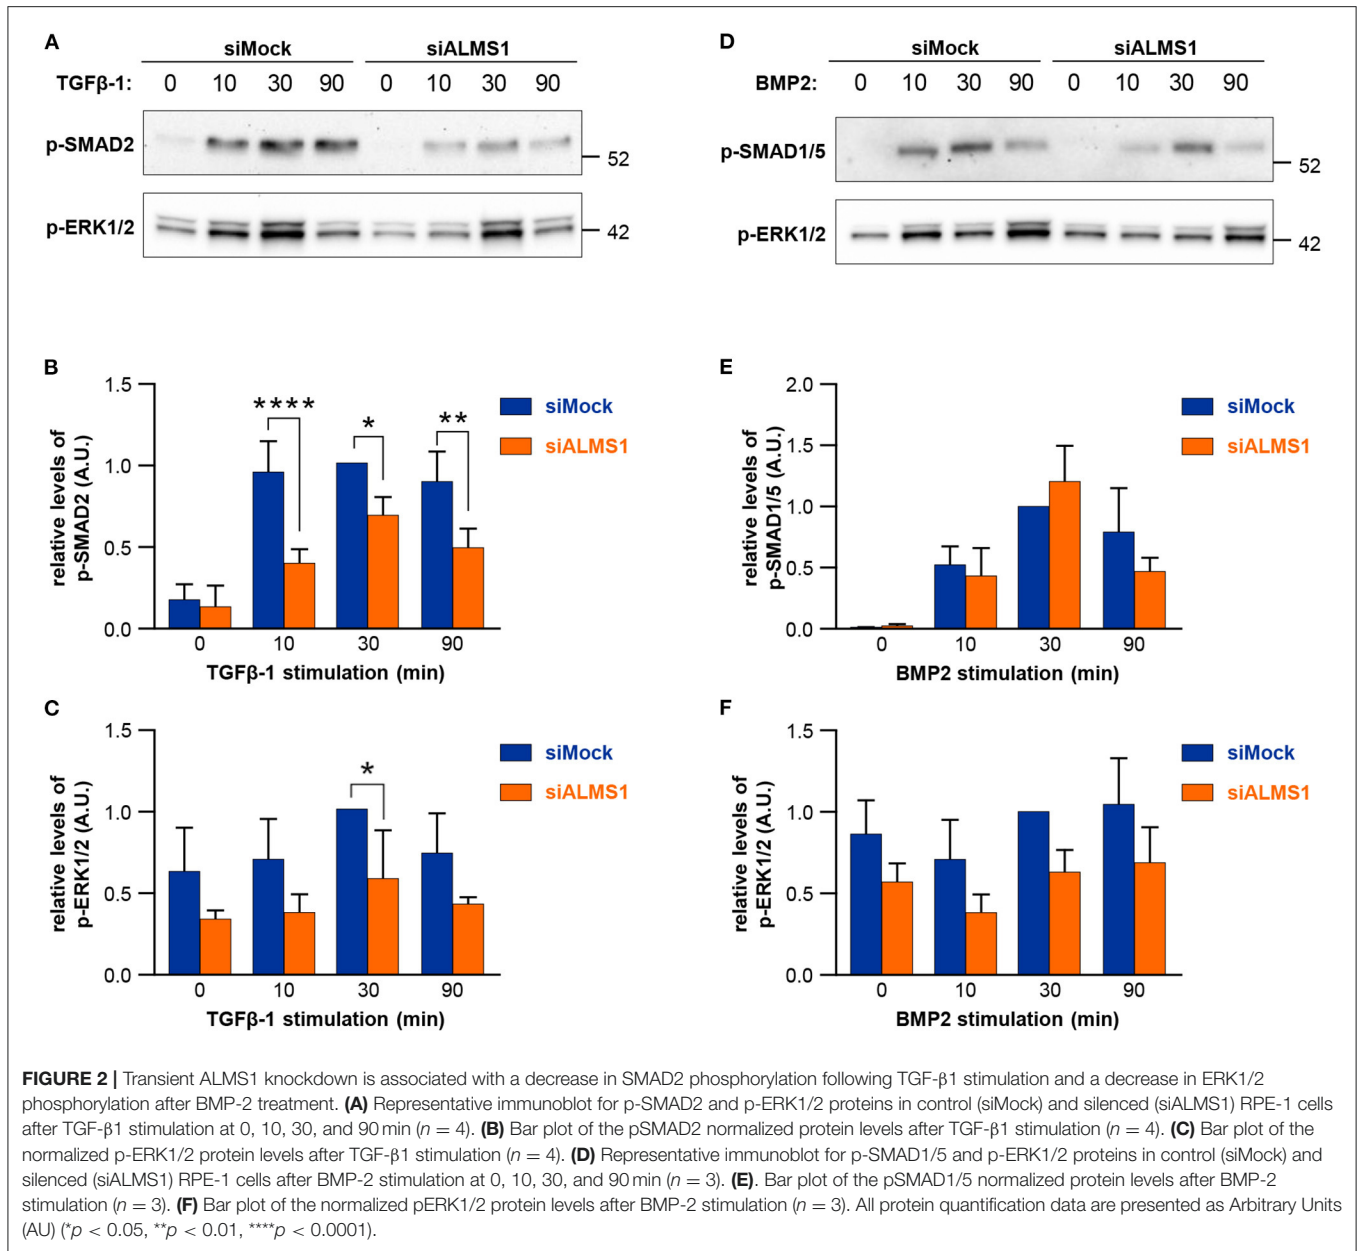 A
siMock siALMS1
TGFβ-1: 0 10 30 90 0 10 30 90
p-SMAD2
52
p-ERK1/2
42
D
siMock siALMS1
BMP2: 0 10 30 90 0 10 30 90
p-SMAD1/5
52
p-ERK1/2
42
B
relative levels of
p-SMAD2 (A.U.)
1.5
1.0
0.5
0.0
**** * **
siMock
siALMS1
0 10 30 90
TGFβ-1 stimulation (min)
E
relative levels of
p-SMAD1/5 (A.U.)
2.0
1.5
1.0
0.5
0.0
siMock
siALMS1
0 10 30 90
BMP2 stimulation (min)
C
relative levels of
p-ERK1/2 (A.U.)
1.5
1.0
0.5
0.0
*
siMock
siALMS1
0 10 30 90
TGFβ-1 stimulation (min)
F
relative levels of
p-ERK1/2 (A.U.)
1.5
1.0
0.5
0.0
siMock
siALMS1
0 10 30 90
BMP2 stimulation (min)
FIGURE 2 | Transient ALMS1 knockdown is associated with a decrease in SMAD2 phosphorylation following TGF-β1 stimulation and a decrease in ERK1/2
phosphorylation after BMP-2 treatment. (A) Representative immunoblot for p-SMAD2 and p-ERK1/2 proteins in control (siMock) and silenced (siALMS1) RPE-1 cells
after TGF-β1 stimulation at 0, 10, 30, and 90 min (n = 4). (B) Bar plot of the pSMAD2 normalized protein levels after TGF-β1 stimulation (n = 4). (C) Bar plot of the
normalized p-ERK1/2 protein levels after TGF-β1 stimulation (n = 4). (D) Representative immunoblot for p-SMAD1/5 and p-ERK1/2 proteins in control (siMock) and
silenced (siALMS1) RPE-1 cells after BMP-2 stimulation at 0, 10, 30, and 90 min (n = 3). (E). Bar plot of the pSMAD1/5 normalized protein levels after BMP-2
stimulation (n = 3). (F) Bar plot of the normalized pERK1/2 protein levels after BMP-2 stimulation (n = 3). All protein quantification data are presented as Arbitrary Units
(AU) (*p < 0.05, **p < 0.01, ****p < 0.0001).